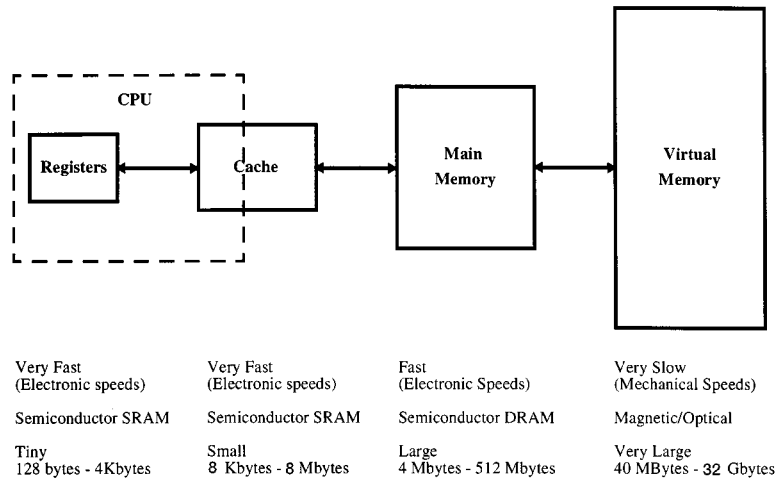 CPU
Registers
Cache
Main
Memory
Virtual
Memory
Very Fast
(Electronic speeds)
Semiconductor SRAM
Tiny
128 bytes - 4Kbytes
Very Fast
(Electronic speeds)
Semiconductor SRAM
Small
8 Kbytes - 8 Mbytes
Fast
(Electronic Speeds)
Semiconductor DRAM
Large
4 Mbytes - 512 Mbytes
Very Slow
(Mechanical Speeds)
Magnetic/Optical
Very Large
40 MBytes - 32 Gbytes